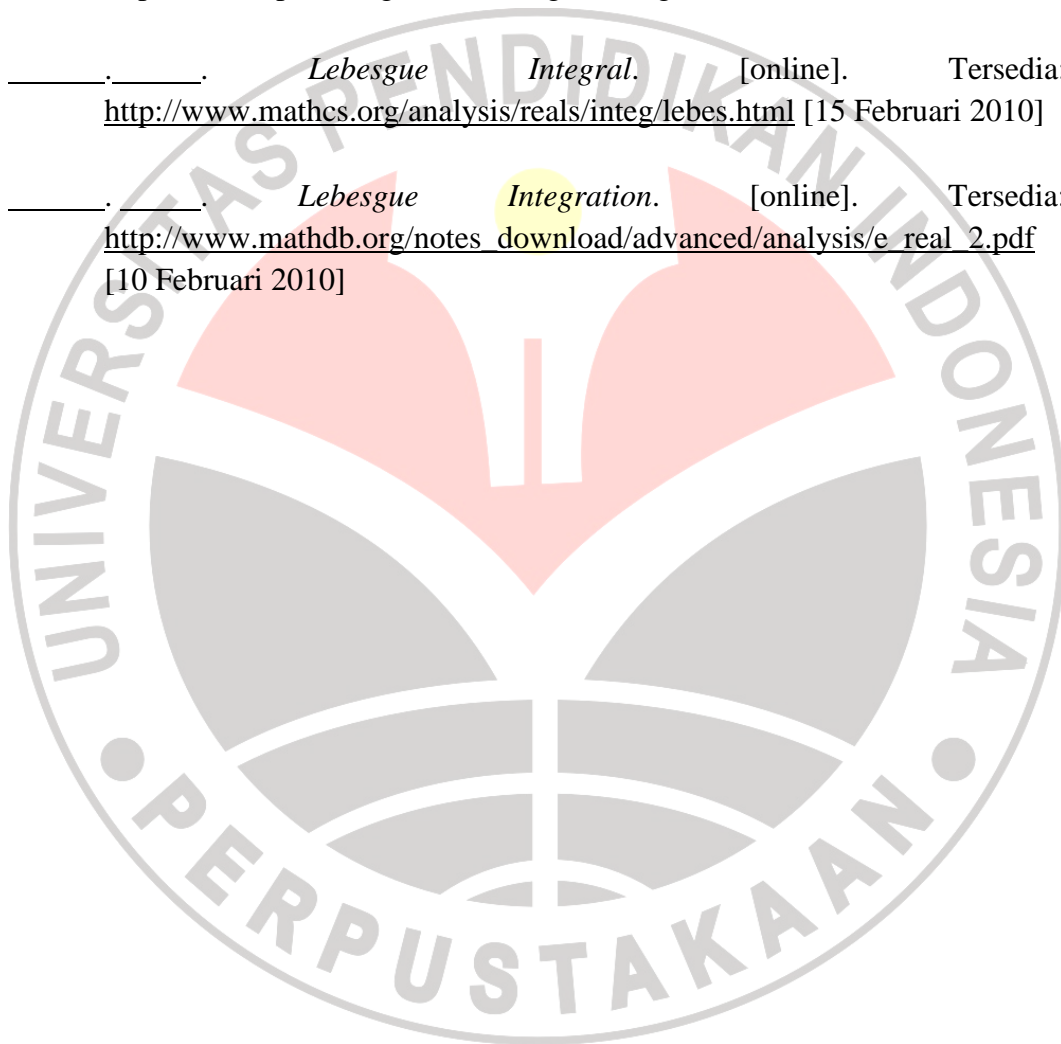 ______.______. Lebesgue Integral. [online]. Tersedia:
http://www.mathcs.org/analysis/reals/integ/lebes.html [15 Februari 2010]
______. ______. Lebesgue Integration. [online]. Tersedia:
http://www.mathdb.org/notes_download/advanced/analysis/e_real_2.pdf
[10 Februari 2010]
UNIVERSITAS PENDIDIKAN INDONESIA
PERPUSTAKAAN